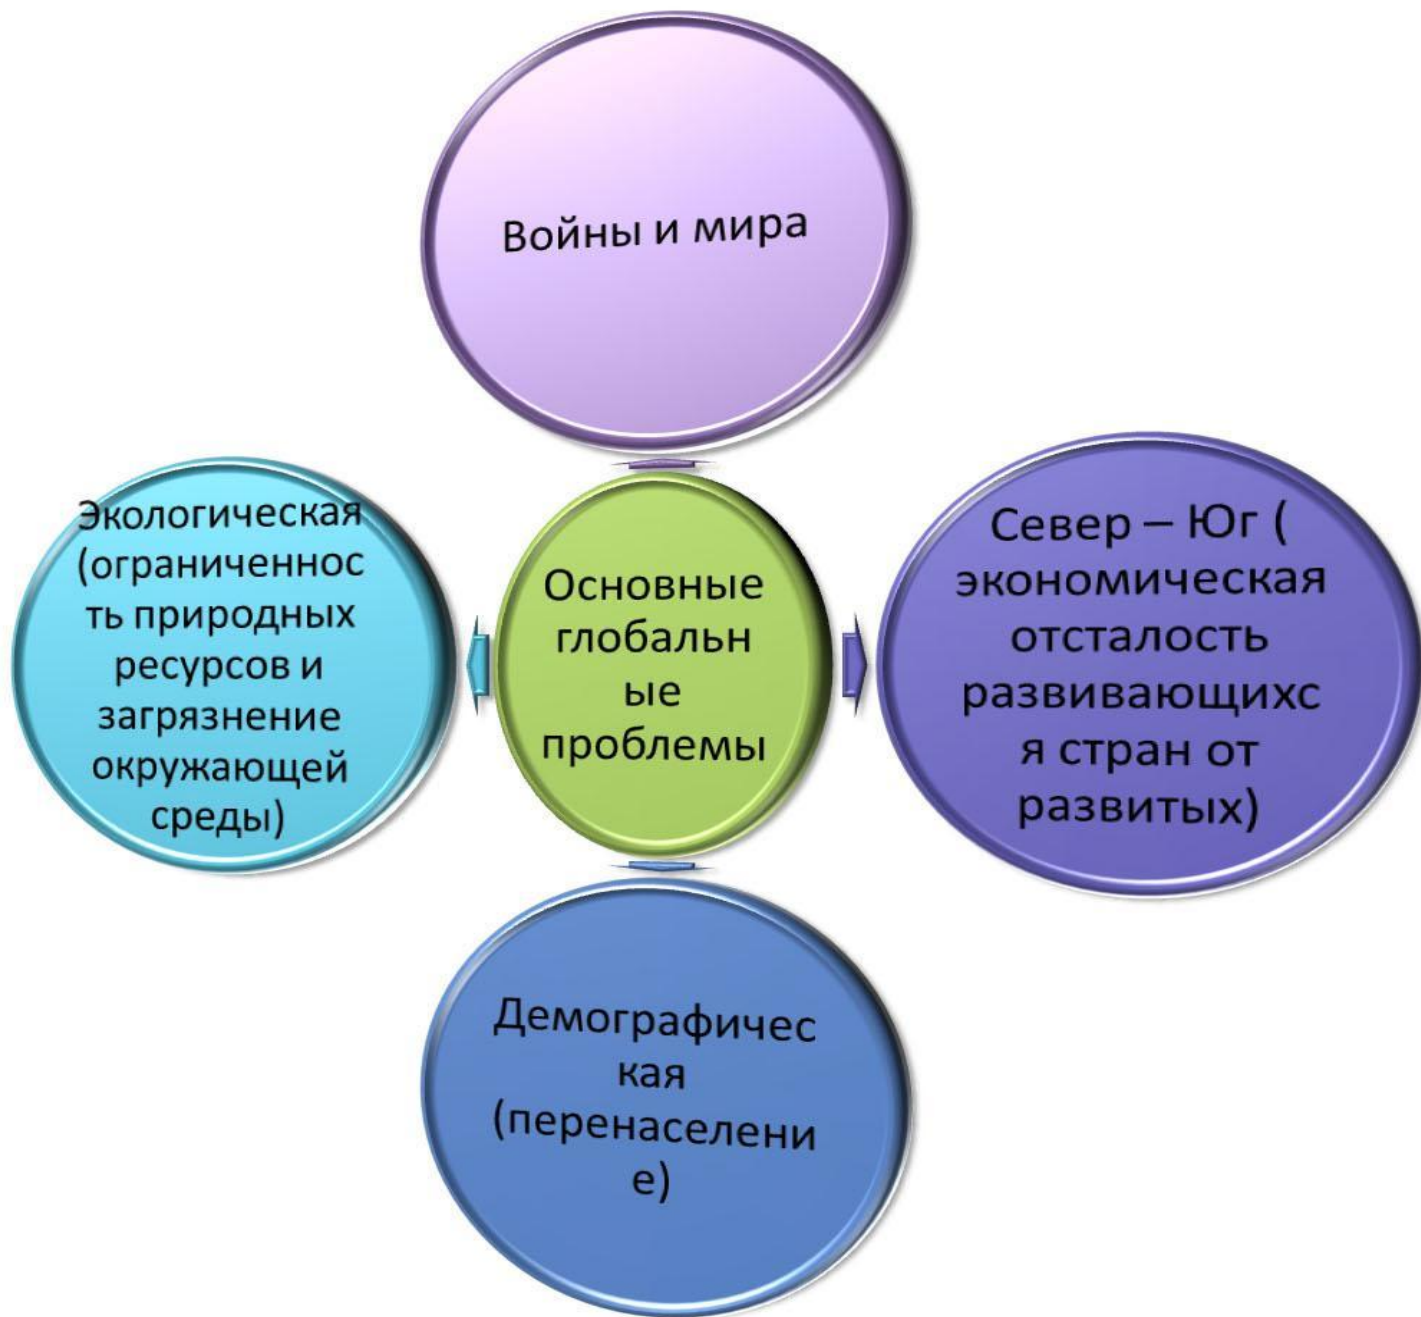 Войны и мира
Экологическая
(ограниченнос
ть природных
ресурсов и
загрязнение
окружающей
среды)
Основные
глобальн
ые
проблемы
Север – Юг (
экономическая
отсталость
развивающихс
я стран от
развитых)
Демографичес
кая
(перенаселени
е)